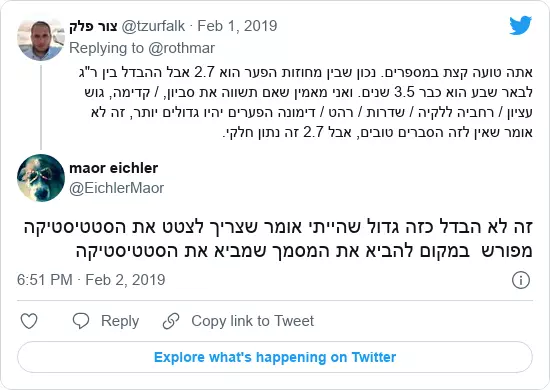 צור פלק @tzurfalk · Feb 1, 2019
Replying to @rothmar
אתה טועה קצת במספרים. נכון שבין מחוזות הפער הוא 2.7 אבל ההבדל בין ר"ג
לבאר שבע הוא כבר 3.5 שנים. ואני מאמין שאם תשווה את סביון, / קדימה, גוש
עציון / רחביה ללקיה / שדרות / רהט / דימונה הפערים יהיו גדולים יותר, זה לא
אומר שאין לזה הסברים טובים, אבל 2.7 זה נתון חלקי.
maor eichler
@EichlerMaor
זה לא הבדל כזה גדול שהייתי אומר שצריך לצטט את הסטטיסטיקה
מפורש  במקום להביא את המסמך שמביא את הסטטיסטיקה
6:51 PM · Feb 2, 2019
Reply
Copy link to Tweet
Explore what's happening on Twitter